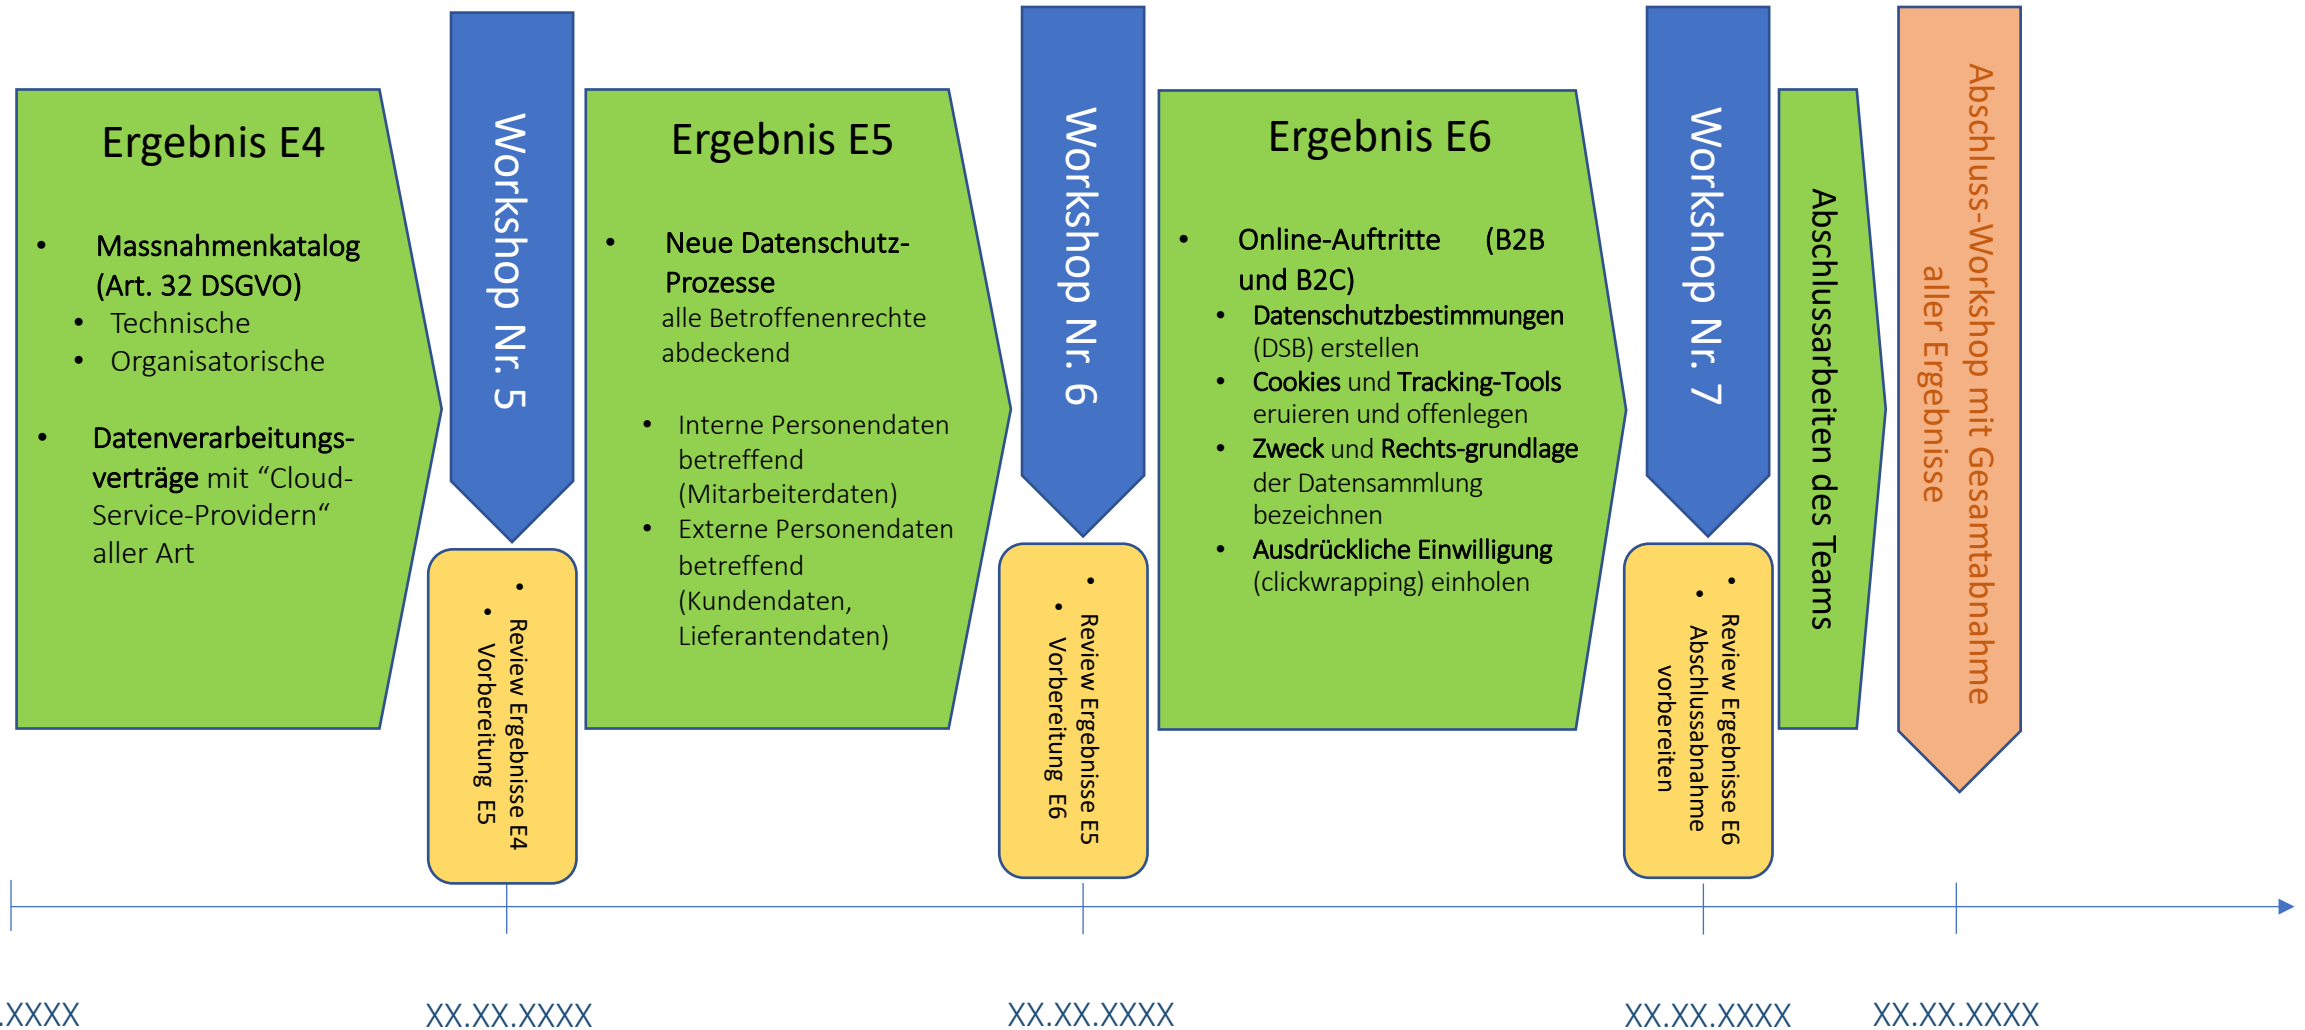 Ergebnis E4
• Massnahmenkatalog
(Art. 32 DSGVO)
• Technische
• Organisatorische
• Datenverarbeitungs-
verträge mit “Cloud-
Service-Providern“
aller Art
Workshop Nr. 5
• Review Ergebnisse E4
• Vorbereitung E5
Ergebnis E5
• Neue Datenschutz-
Prozesse
alle Betroffenenrechte
abdeckend
• Interne Personendaten
betreffend
(Mitarbeiterdaten)
• Externe Personendaten
betreffend
(Kundendaten,
Lieferantendaten)
Workshop Nr. 6
• Review Ergebnisse E5
• Vorbereitung E6
Ergebnis E6
• Online-Auftritte (B2B
und B2C)
• Datenschutzbestimmungen
(DSB) erstellen
• Cookies und Tracking-Tools
eruieren und offenlegen
• Zweck und Rechts-grundlage
der Datensammlung
bezeichnen
• Ausdrückliche Einwilligung
(clickwrapping) einholen
Workshop Nr. 7
• Review Ergebnisse E6
• Abschlussabnahme
vorbereiten
Abschlussarbeiten des Teams
Abschluss-Workshop mit Gesamtabnahme
aller Ergebnisse
.XXXX
XX.XX.XXXX
XX.XX.XXXX
XX.XX.XXXX
XX.XX.XXXX